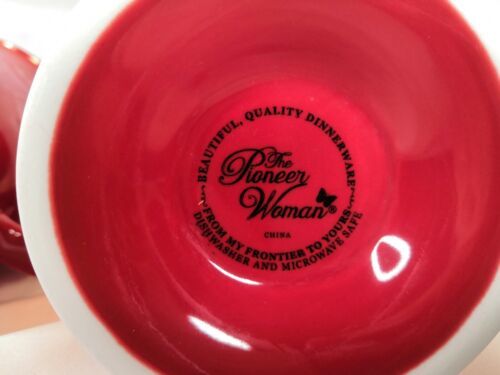 BEAUTIFUL, QUALITY DINNERWARE
The
Pioneer
Woman®
CHINA
FROM MY FRONTIER TO YOURS
DISHWASHER AND MICROWAVE SAFE